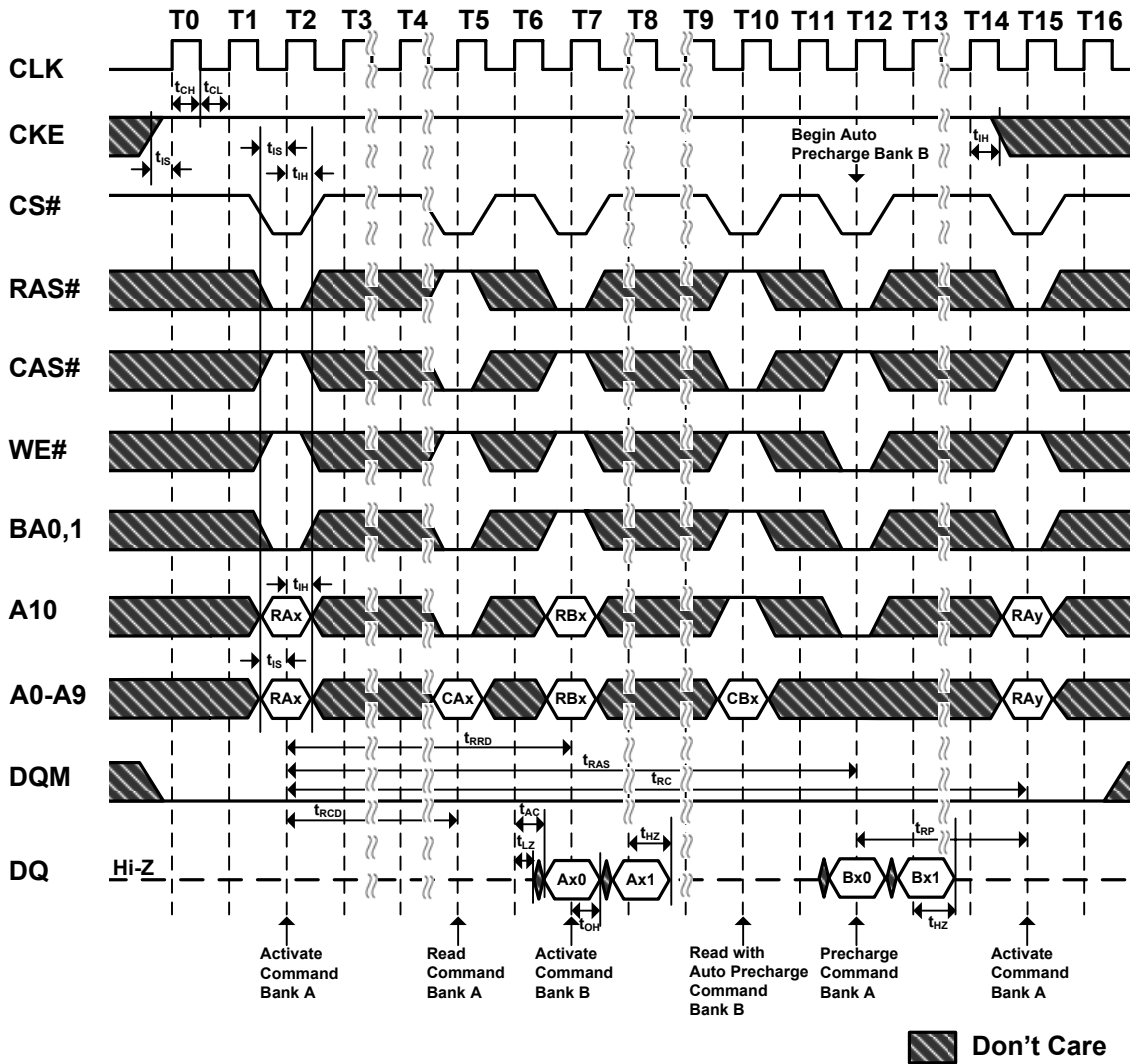 T0 T1 T2 T3 T4 T5 T6 T7 T8 T9 T10 T11 T12 T13 T14 T15 T16
CLK
tCH tCL
CKE
tIS
tIS
tIH
Begin Auto
Precharge Bank B
tIH
CS#
RAS#
CAS#
WE#
BA0,1
tIH
A10
RAx RBx RAy
tIS
A0-A9
RAx CAx RBx CBx RAy
tRRD
tRAS
DQM
tRC
tRCD
tAC
tLZ
tHZ
tRP
DQ
Hi-Z
Ax0 Ax1 Bx0 Bx1
tOH
tHZ
Activate
Command
Bank A
Read
Command
Bank A
Activate
Command
Bank B
Read with
Auto Precharge
Command
Bank B
Precharge
Command
Bank A
Activate
Command
Bank A
Don't Care